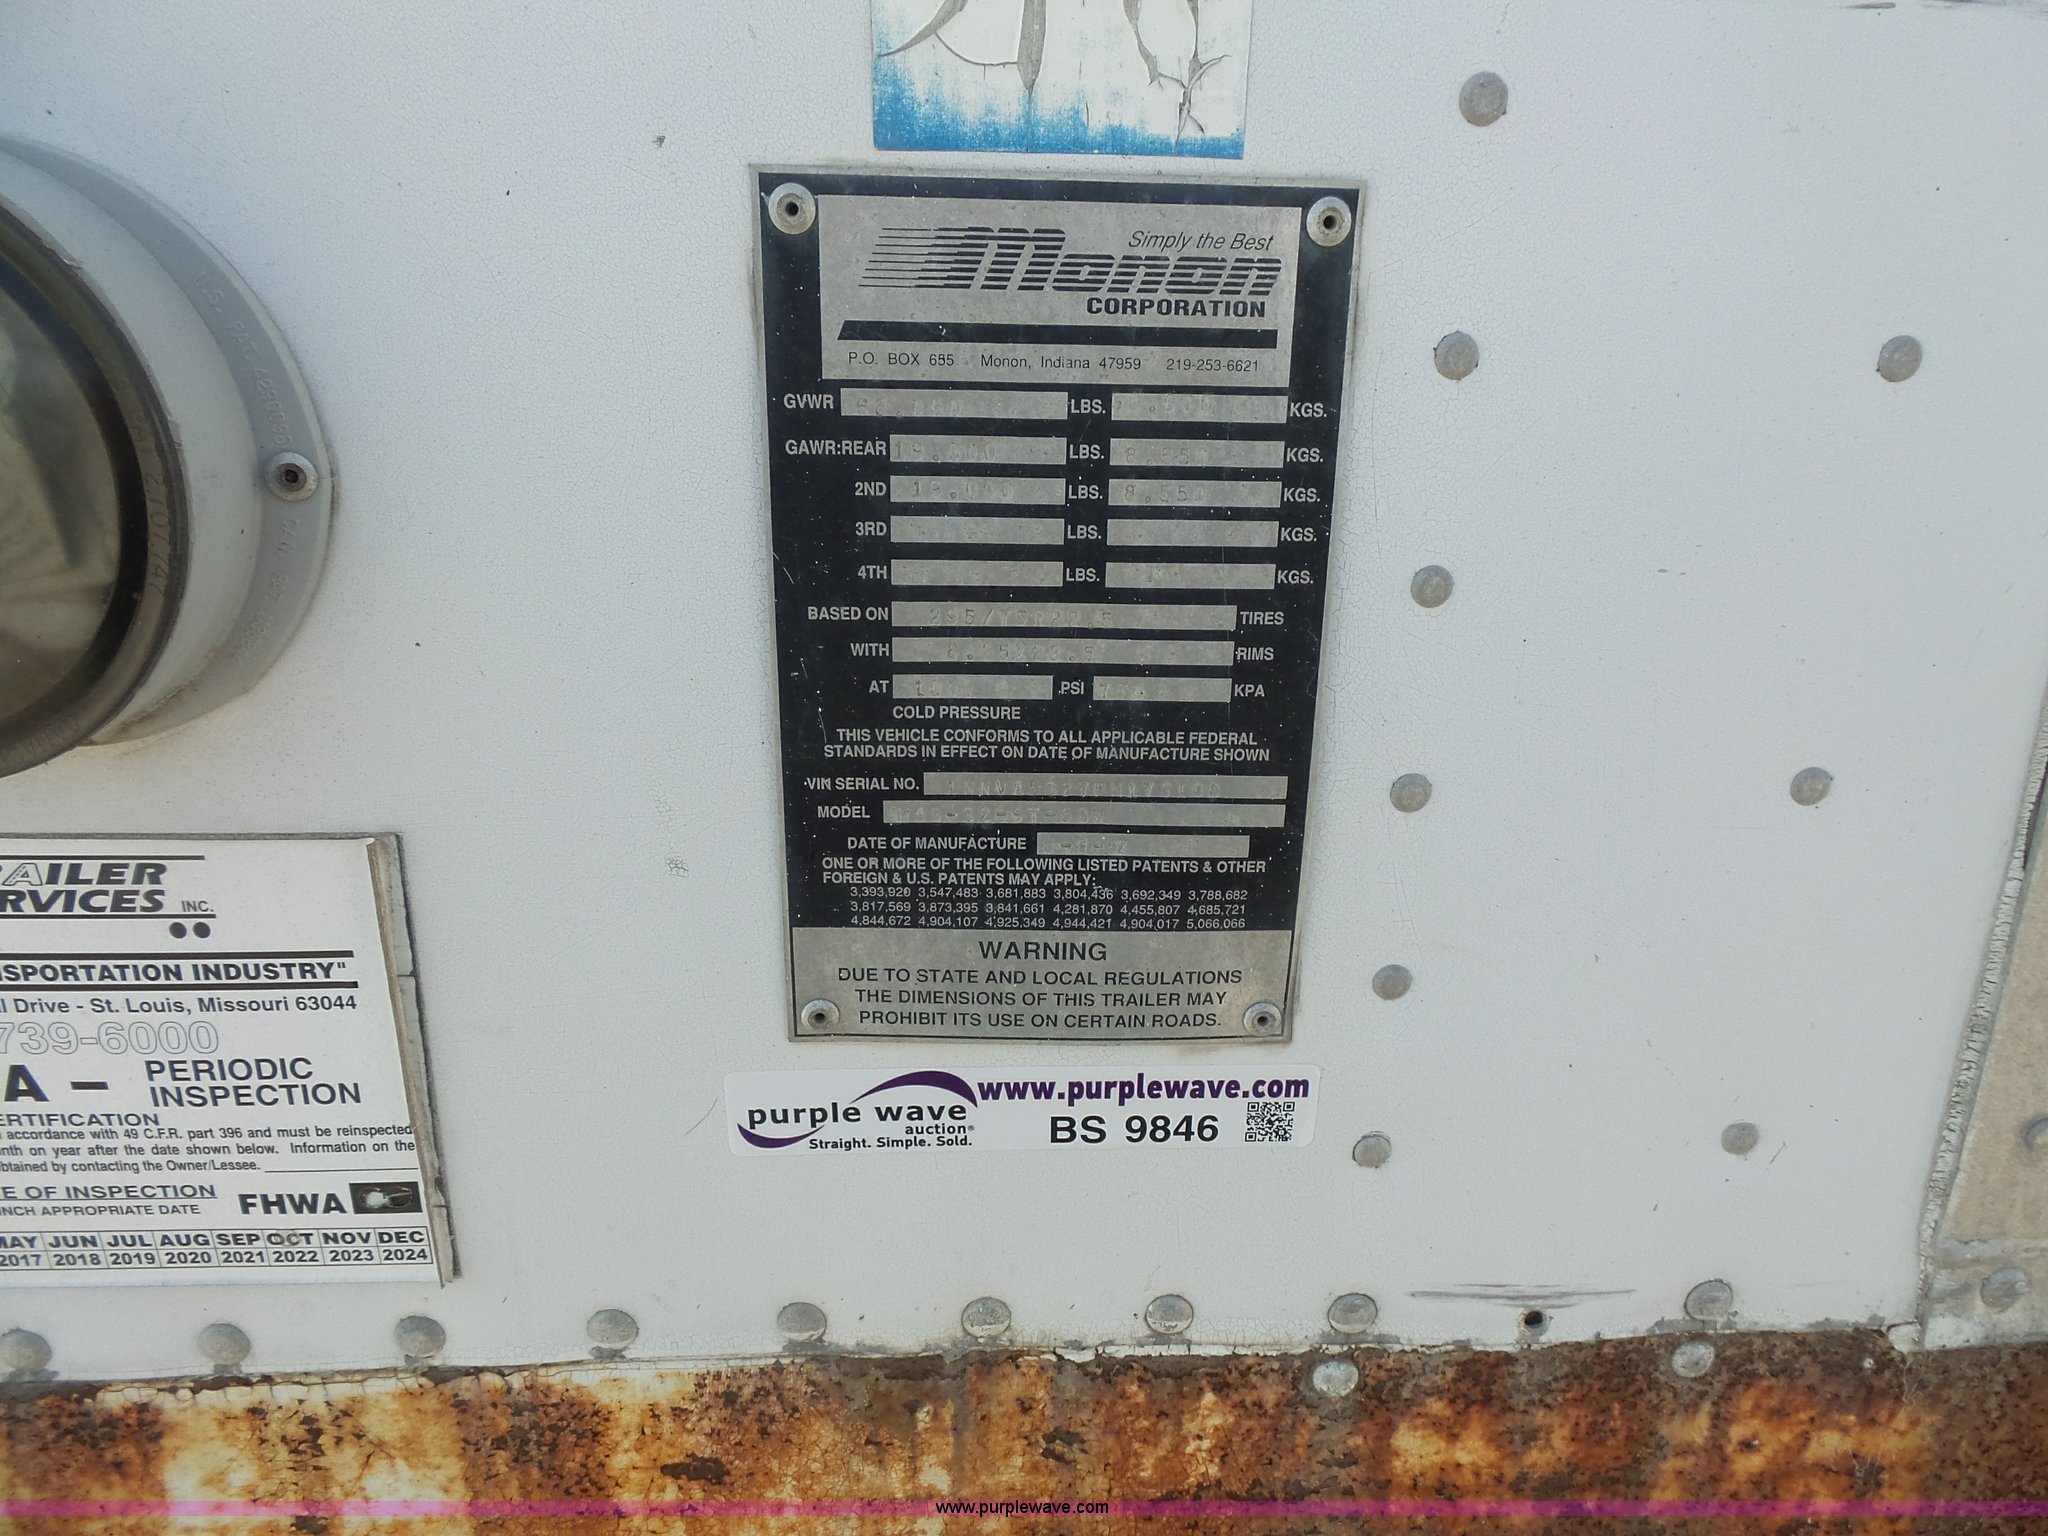 Simply the Best
Monon
CORPORATION
P.O. BOX 655 Monon, Indiana 47959 219-253-6621
GVWR LBS. KGS.
GAWR:REAR LBS. KGS.
2ND LBS. 8.550 KGS.
3RD LBS. KGS.
4TH LBS. KGS.
BASED ON 295/75R22.5 TIRES
WITH RIMS
AT PSI KPA
COLD PRESSURE
THIS VEHICLE CONFORMS TO ALL APPLICABLE FEDERAL
STANDARDS IN EFFECT ON DATE OF MANUFACTURE SHOWN
VIN SERIAL NO.
MODEL
DATE OF MANUFACTURE
ONE OR MORE OF THE FOLLOWING LISTED PATENTS & OTHER
FOREIGN & U.S. PATENTS MAY APPLY:
3,393,920 3,547,483 3,681,883 3,804,436 3,692,349 3,788,682
3,817,569 3,873,395 3,841,661 4,281,870 4,455,807 4,685,721
4,844,672 4,904,107 4,925,349 4,944,421 4,904,017 5,066,066
WARNING
DUE TO STATE AND LOCAL REGULATIONS
THE DIMENSIONS OF THIS TRAILER MAY
PROHIBIT ITS USE ON CERTAIN ROADS.
purple wave
auction®
Straight. Simple. Sold.
www.purplewave.com
BS 9846
RAILER
RVICES INC.
NSPORTATION INDUSTRY"
l Drive - St. Louis, Missouri 63044
739-6000
A - PERIODIC
INSPECTION
ERTIFICATION
accordance with 49 C.F.R. part 396 and must be reinspected
nth on year after the date shown below. Information on the
btained by contacting the Owner/Lessee.
E OF INSPECTION
NCH APPROPRIATE DATE
FHWA
MAY JUN JUL AUG SEP OCT NOV DEC
2017 2018 2019 2020 2021 2022 2023 2024
www.purplewave.com